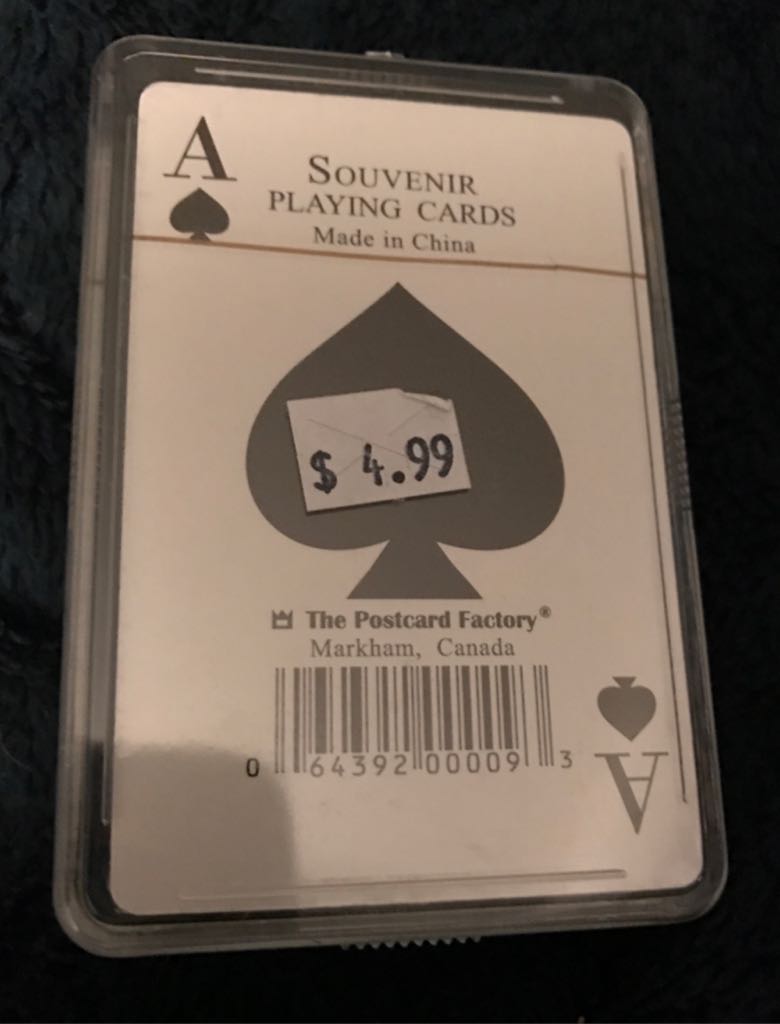 A
SOUVENIR
PLAYING CARDS
Made in China
$ 4.99
The Postcard Factory®
Markham, Canada
0 64392 00009 3
A